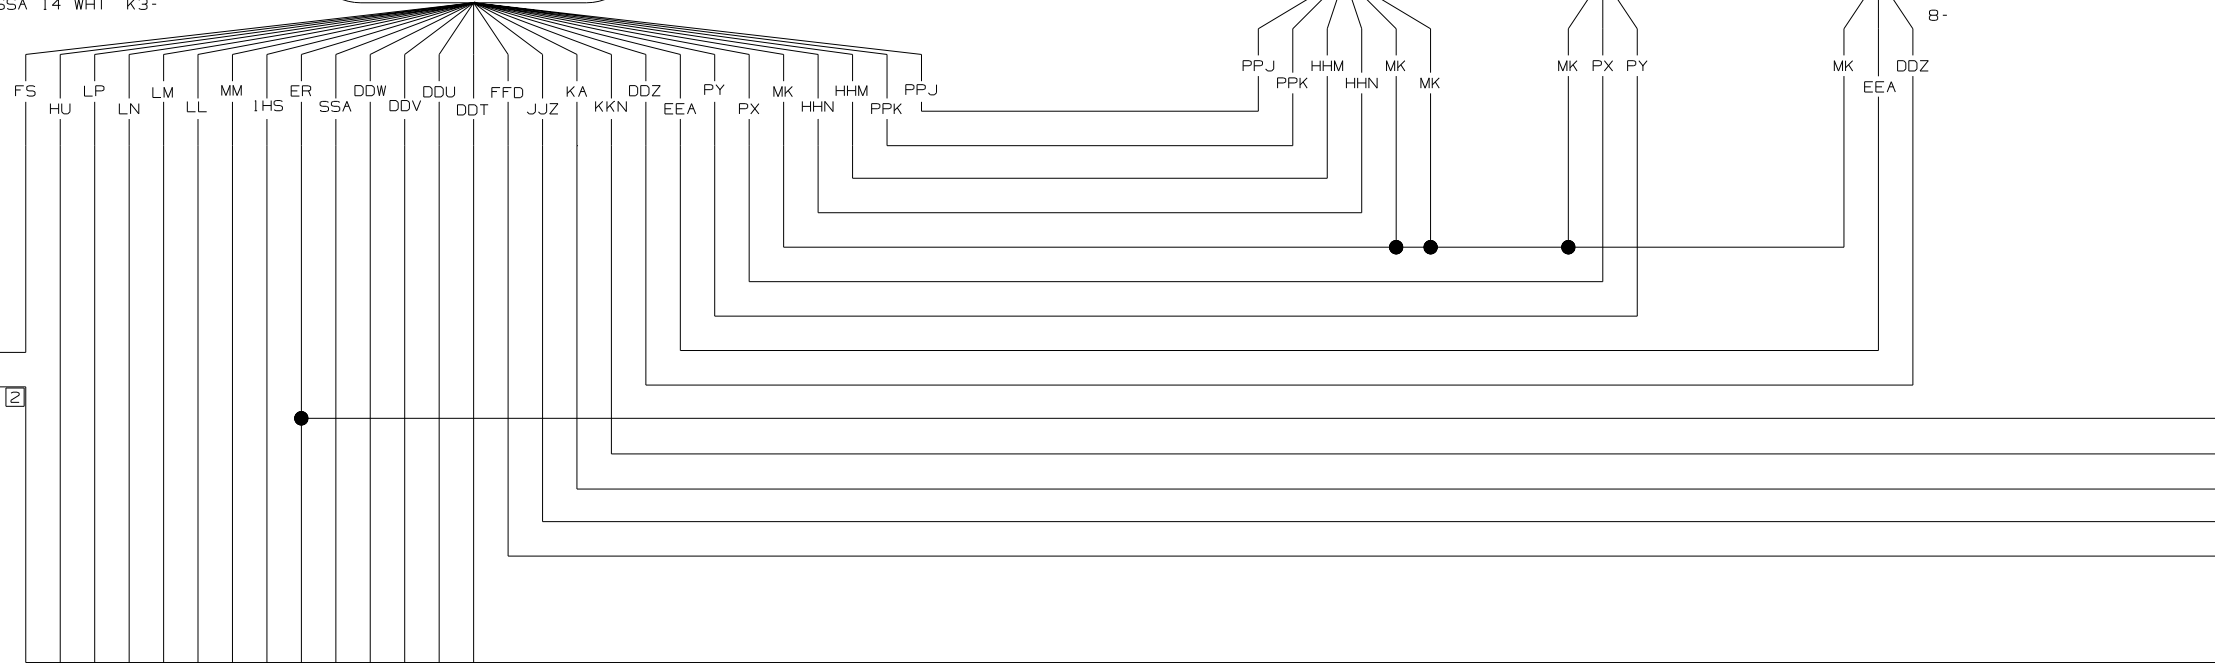 SSA 14 WHT K3-
8-
FS HU LP LN LM LL MM 1HS ER SSA DDW DDV DDU DDT FFD JJZ KA KKN DDZ EEA PY PX MK HHN HHM PPK PPJ
PPJ PPK HHM HHN MK MK
MK PX PY
MK EEA DDZ
2